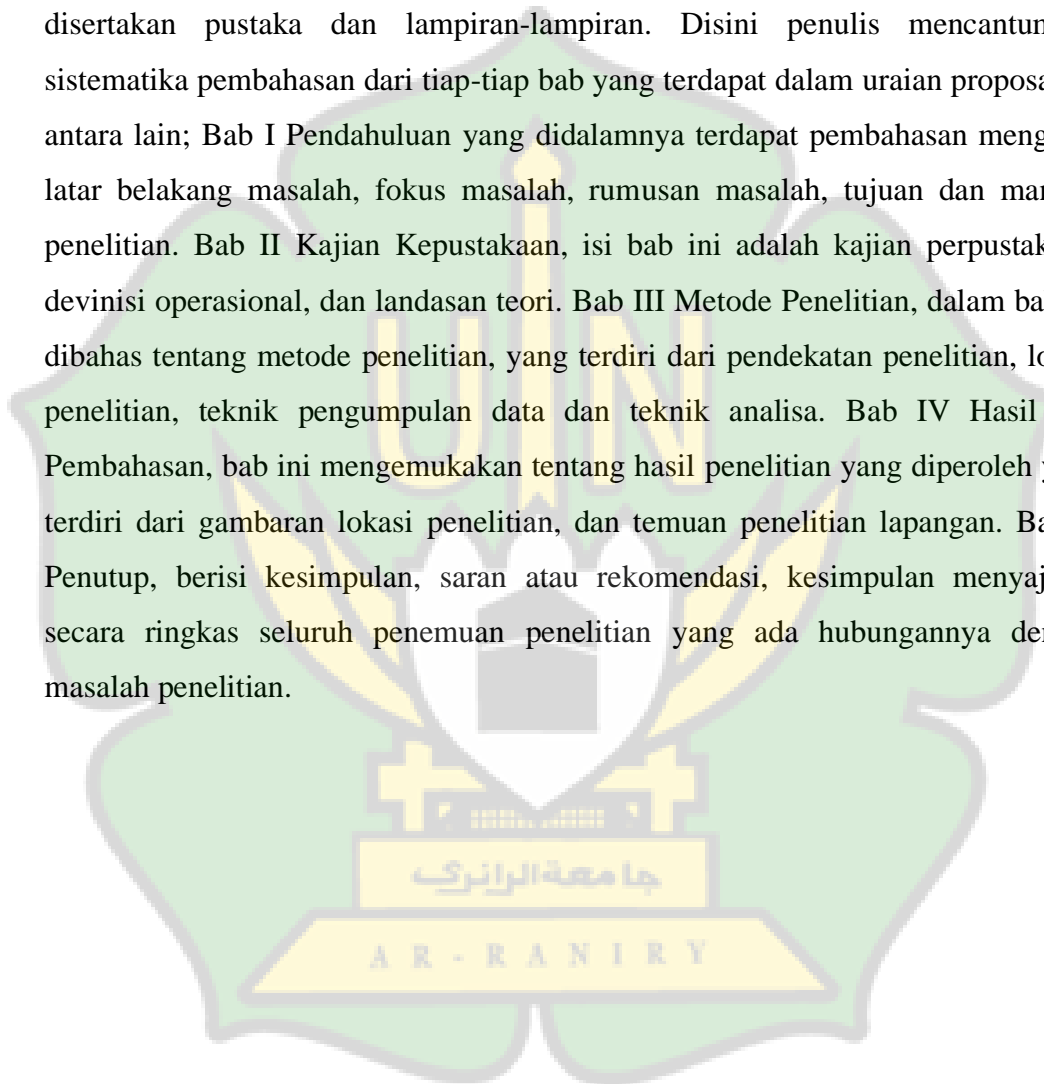 disertakan pustaka dan lampiran-lampiran. Disini penulis mencantun
sistematika pembahasan dari tiap-tiap bab yang terdapat dalam uraian proposa
antara lain; Bab I Pendahuluan yang didalamnya terdapat pembahasan meng
latar belakang masalah, fokus masalah, rumusan masalah, tujuan dan man
penelitian. Bab II Kajian Kepustakaan, isi bab ini adalah kajian perpustak
devinisi operasional, dan landasan teori. Bab III Metode Penelitian, dalam ba
dibahas tentang metode penelitian, yang terdiri dari pendekatan penelitian, lo
penelitian, teknik pengumpulan data dan teknik analisa. Bab IV Hasil
Pembahasan, bab ini mengemukakan tentang hasil penelitian yang diperoleh y
terdiri dari gambaran lokasi penelitian, dan temuan penelitian lapangan. Ba
Penutup, berisi kesimpulan, saran atau rekomendasi, kesimpulan menyaj
secara ringkas seluruh penemuan penelitian yang ada hubungannya den
masalah penelitian.
UIN
جامعة الرانري
AR-RANIRY